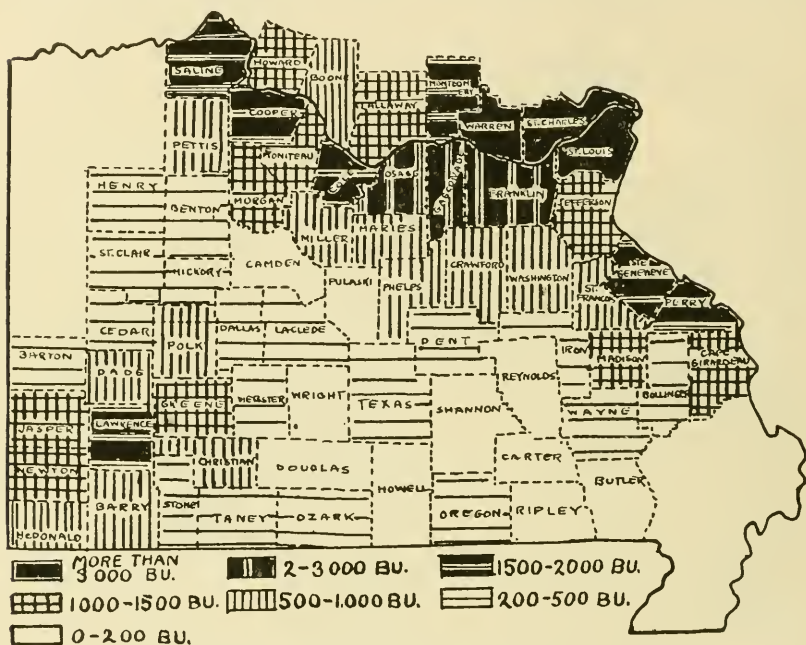 SALINE
HOWARD
BOONE
MONTGOM
ERY
CALLAWAY
COOPER
WARREN
ST. CHARLES
PETTIS
MONITEAU
ST. LOUIS
COLE
OSAGE
GASCONADE
FRANKLIN
HENRY
BENTON
MORGAN
JEFFERSON
MILLER
MARIES
ST. CLAIR
HICKORY
CAMDEN
PULASKI
PHELPS
CRAWFORD
WASHINGTON
STE
GENEVIEVE
ST.
FRANCOIS
PERRY
CEDAR
POLK
DALLAS
LACLEDE
DENT
BARTON
DADE
IRON
MADISON
CAPE
GIRARDEAU
REYNOLDS
GREENE
WEBSTER
WRIGHT
TEXAS
SHANNON
BOLLINGER
WAYNE
JASPER
LAWRENCE
NEWTON
CHRISTIAN
DOUGLAS
CARTER
HOWELL
BUTLER
BARRY
STONE
TANEY
OZARK
OREGON
RIPLEY
McDONALD
MORE THAN
3000 BU.
2-3000 BU.
1500-2000 BU.
1000-1500 BU.
500-1.000 BU.
200-500 BU.
0-200 BU.